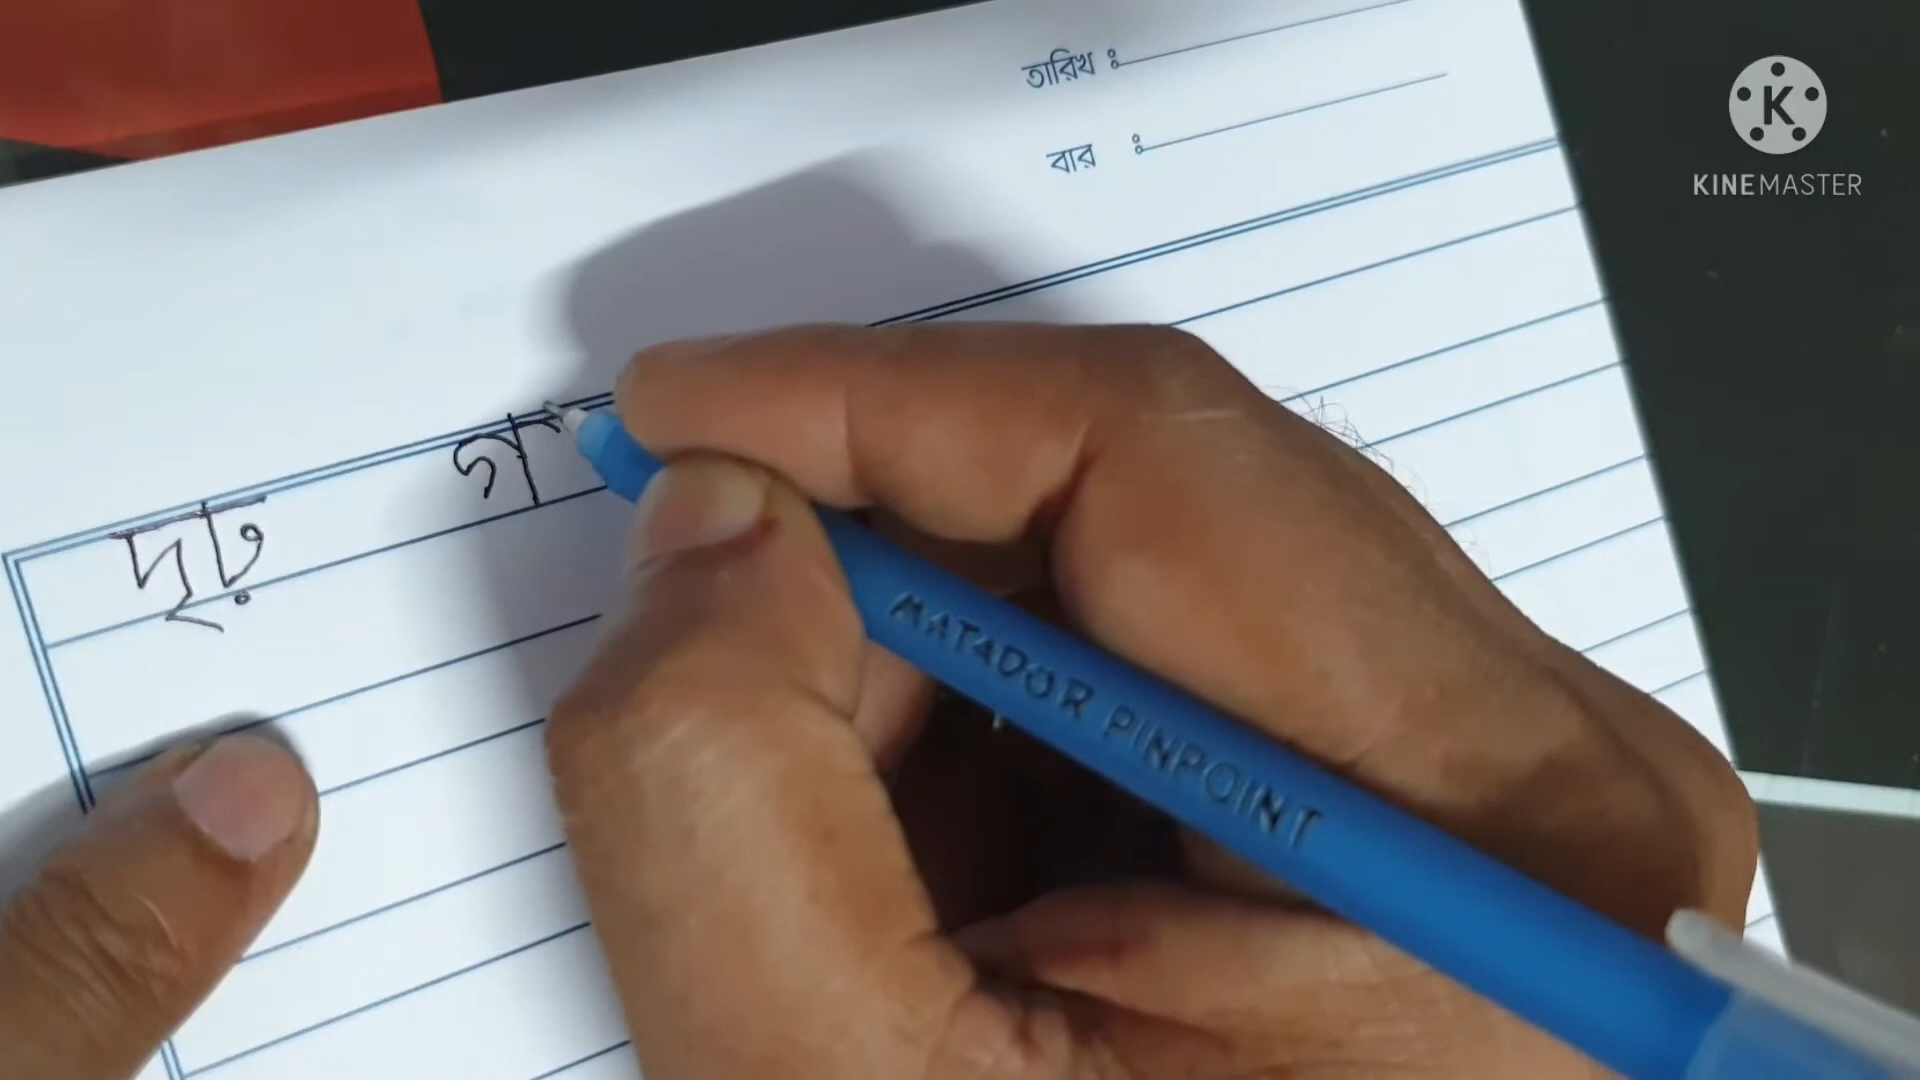 তারিখ ঃ
বার ঃ
KINEMASTER
দূঢ়
MATADOR PINPOINT